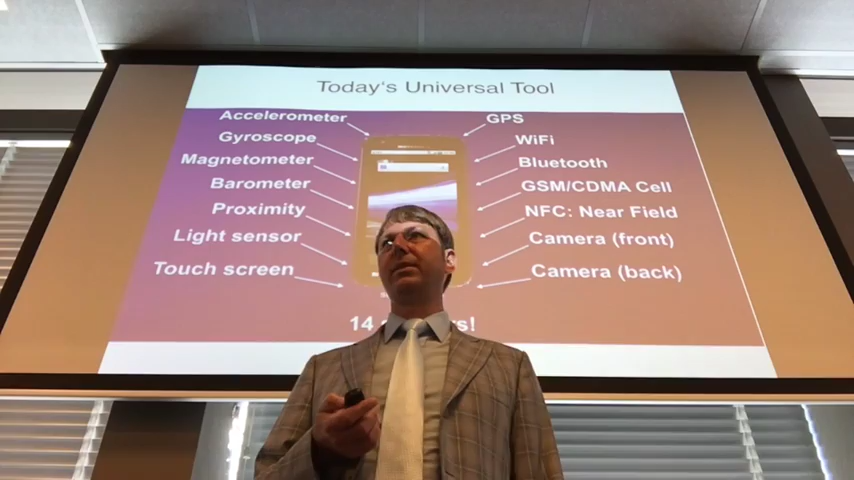 Today's Universal Tool
Accelerometer
Gyroscope
Magnetometer
Barometer
Proximity
Light sensor
Touch screen
GPS
WiFi
Bluetooth
GSM/CDMA Cell
NFC: Near Field
Camera (front)
Camera (back)
14